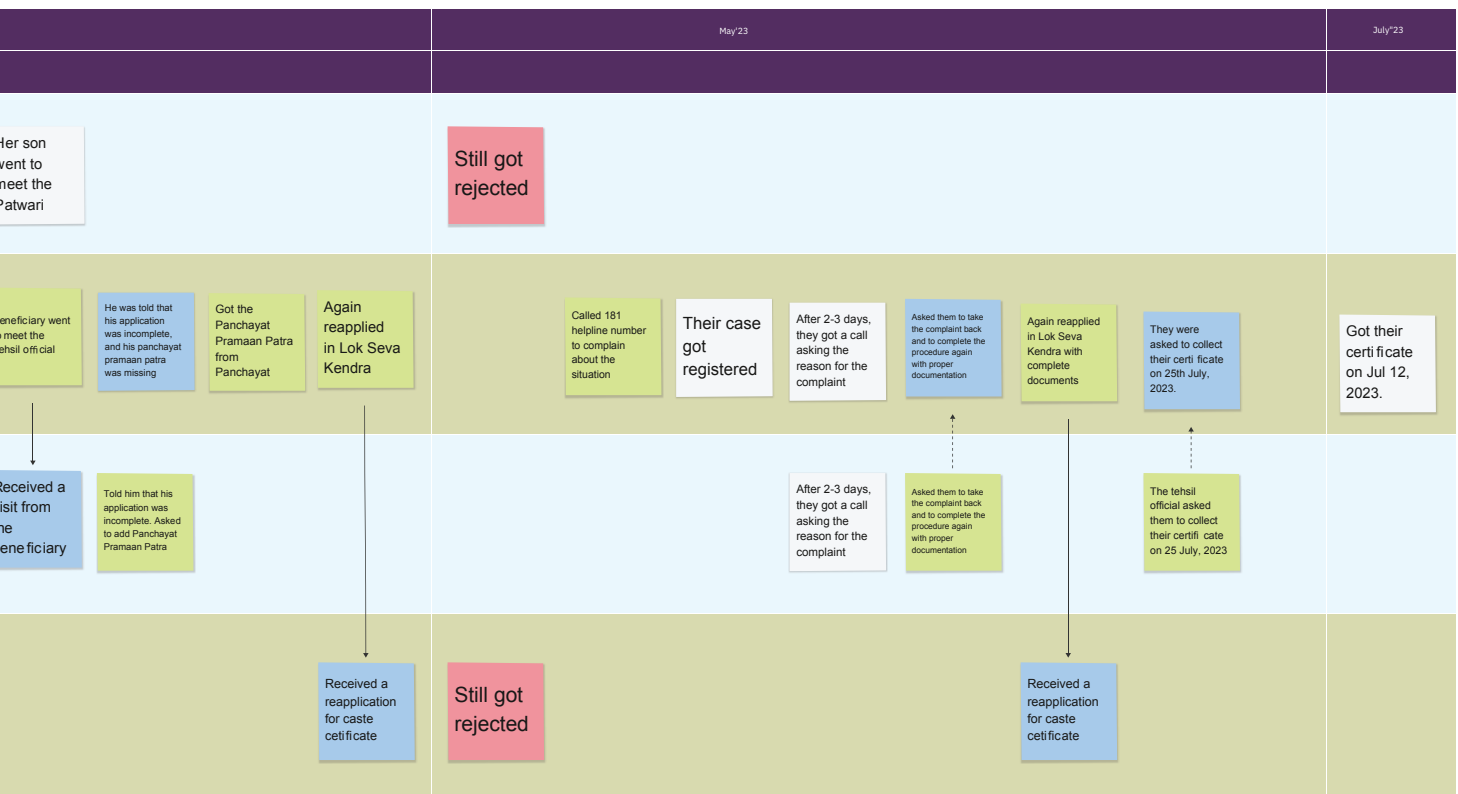 May'23
July"23
Her son
went to
meet the
Patwari
Still got
rejected
eneficiary went
o meet the
ehsil official
He was told that
his application
was incomplete,
and his panchayat
pramaan patra
was missing
Got the
Panchayat
Pramaan Patra
from
Panchayat
Again
reapplied
in Lok Seva
Kendra
Called 181
helpline number
to complain
about the
situation
Their case
got
registered
After 2-3 days,
they got a call
asking the
reason for the
complaint
Asked them to take
the complaint back
and to complete the
procedure again
with proper
documentation
Again reapplied
in Lok Seva
Kendra with
complete
documents
They were
asked to collect
their certi ficate
on 25th July,
2023.
Got their
certificate
on Jul 12,
2023.
Received a
isit from
he
eneficiary
Told him that his
application was
incomplete. Asked
to add Panchayat
Pramaan Patra
After 2-3 days,
they got a call
asking the
reason for the
complaint
Asked them to take
the complaint back
and to complete the
procedure again
with proper
documentation
The tehsil
official asked
them to collect
their certifi cate
on 25 July, 2023
Received a
reapplication
for caste
cetificate
Still got
rejected
Received a
reapplication
for caste
cetificate